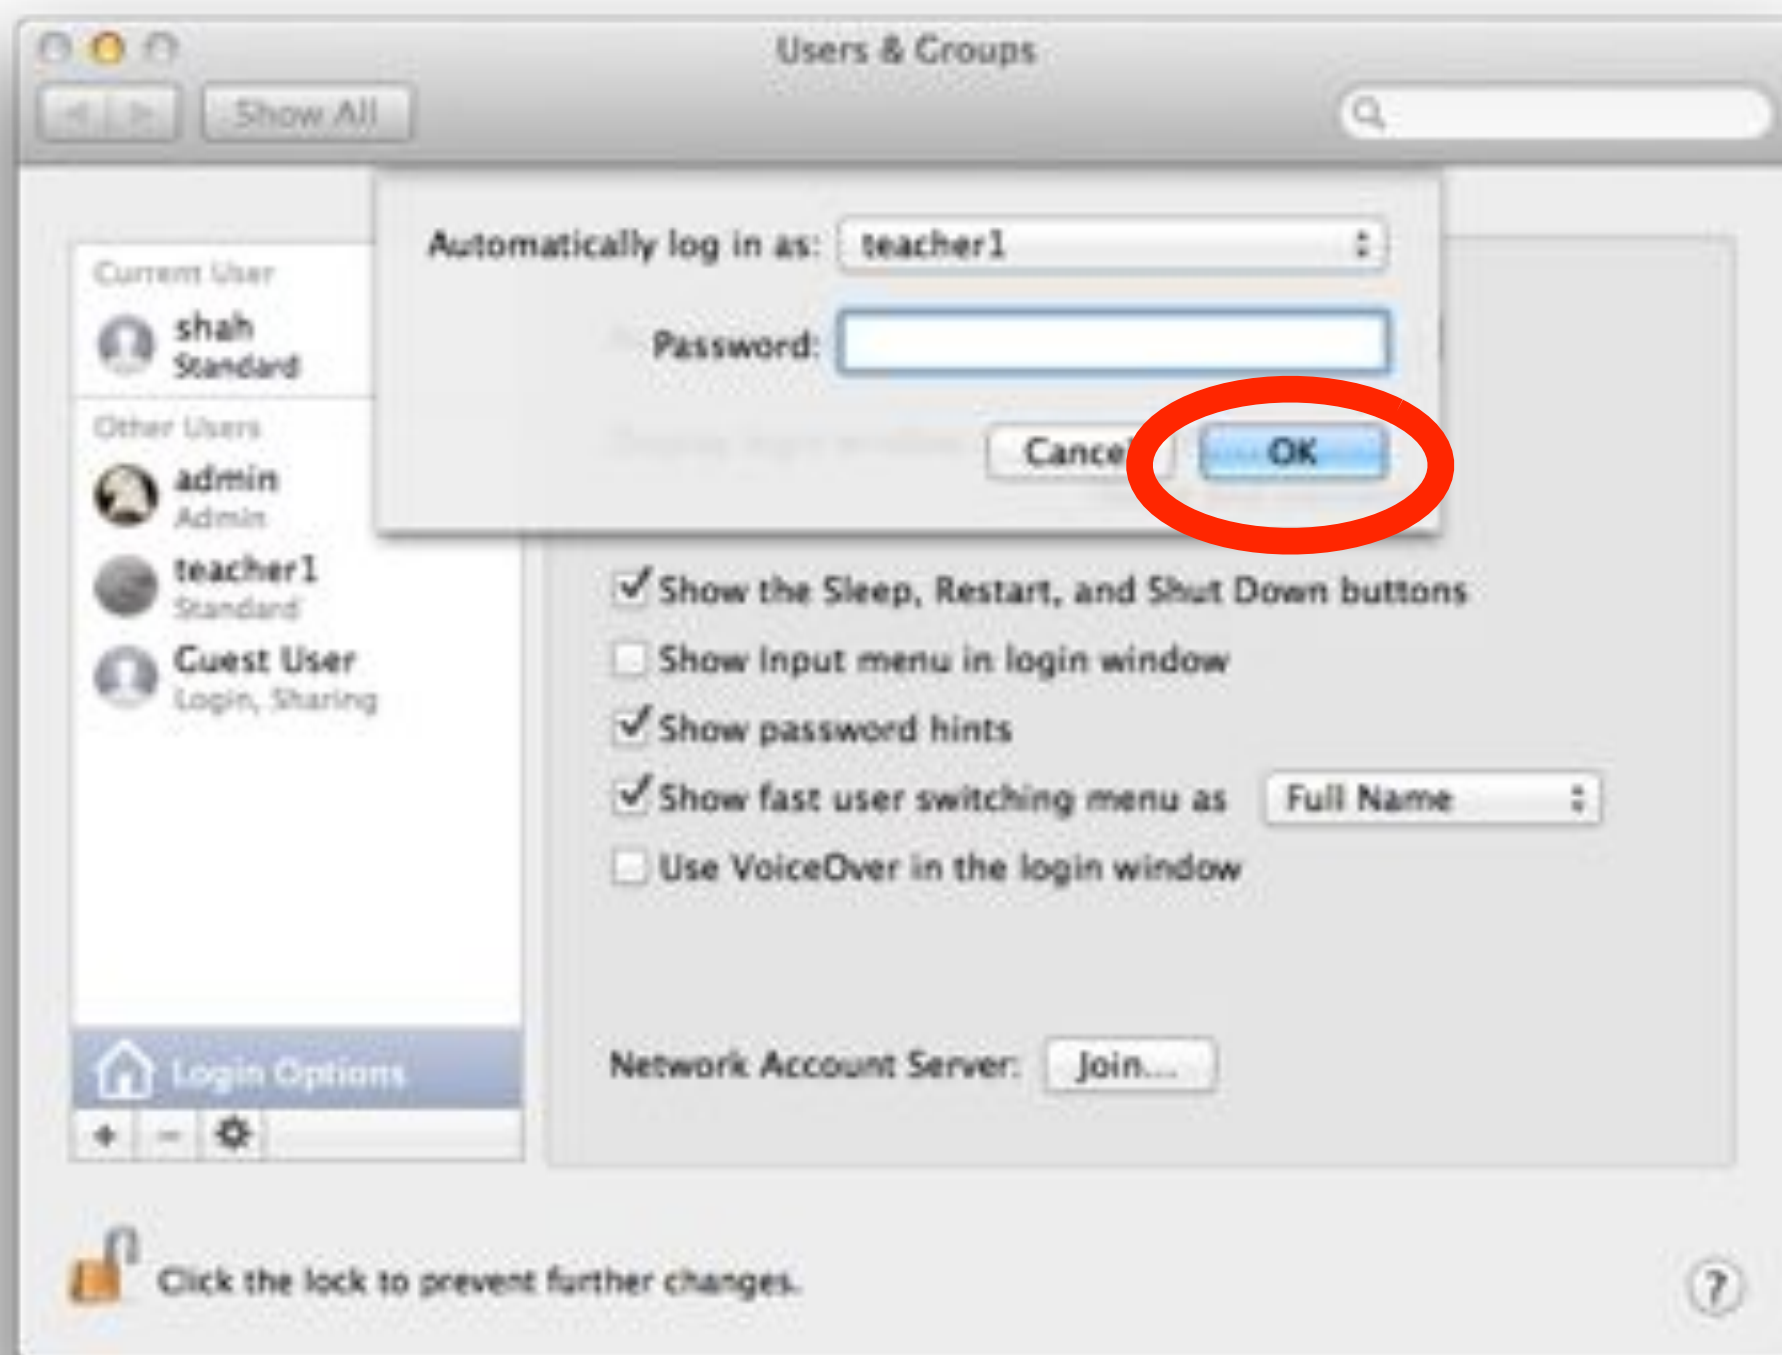 Users & Groups
Show All
Automatically log in as: teacher1
Password:
Cancel OK
Current User
shah
Standard
Other Users
admin
Admin
teacher1
Standard
Guest User
Login, Sharing
Show the Sleep, Restart, and Shut Down buttons
Show Input menu in login window
Show password hints
Show fast user switching menu as Full Name
Use VoiceOver in the login window
Network Account Server: Join...
Login Options
+ -
Click the lock to prevent further changes.
?